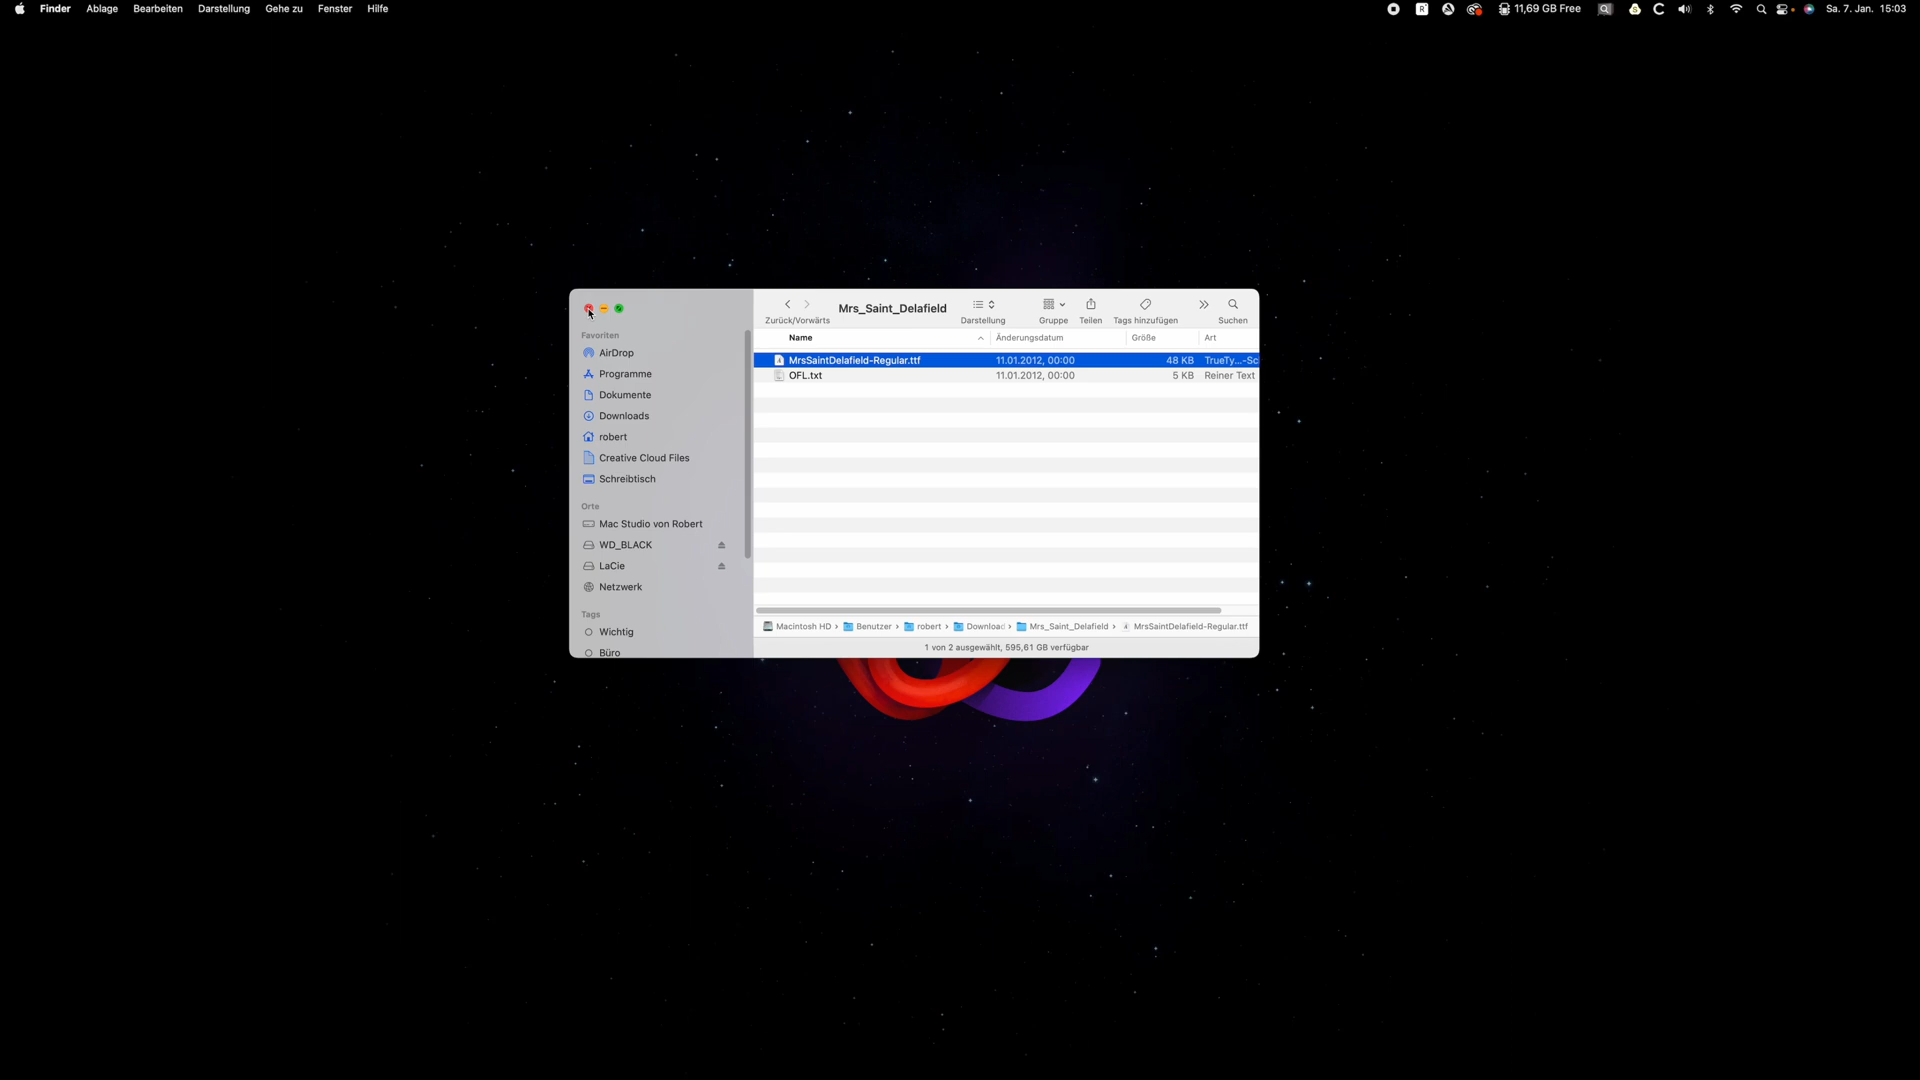 Finder Ablage Bearbeiten Darstellung Gehe zu Fenster Hilfe 11,69 GB Free Sa. 7. Jan. 15:03
Mrs_Saint_Delafield
Zurück/Vorwärts Darstellung Gruppe Teilen Tags hinzufügen Suchen
Name Änderungsdatum Größe Art
MrsSaintDelafield-Regular.ttf 11.01.2012, 00:00 48 KB TrueTy...-Sc
OFL.txt 11.01.2012, 00:00 5 KB Reiner Text
Favoriten
AirDrop
Programme
Dokumente
Downloads
robert
Creative Cloud Files
Schreibtisch
Orte
Mac Studio von Robert
WD_BLACK
LaCie
Netzwerk
Tags
Wichtig
Büro
Macintosh HD › Benutzer › robert › Download › Mrs_Saint_Delafield › MrsSaintDelafield-Regular.ttf
1 von 2 ausgewählt, 595,61 GB verfügbar